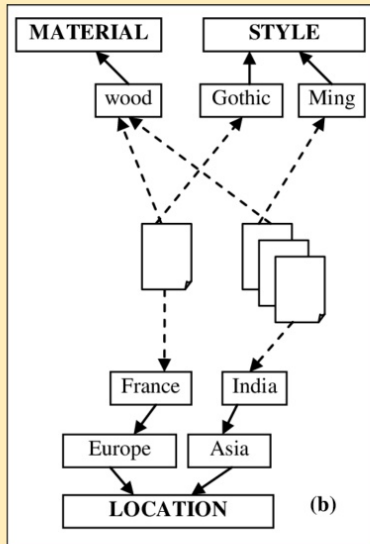 MATERIAL STYLE
wood Gothic Ming
France India
Europe Asia
LOCATION (b)